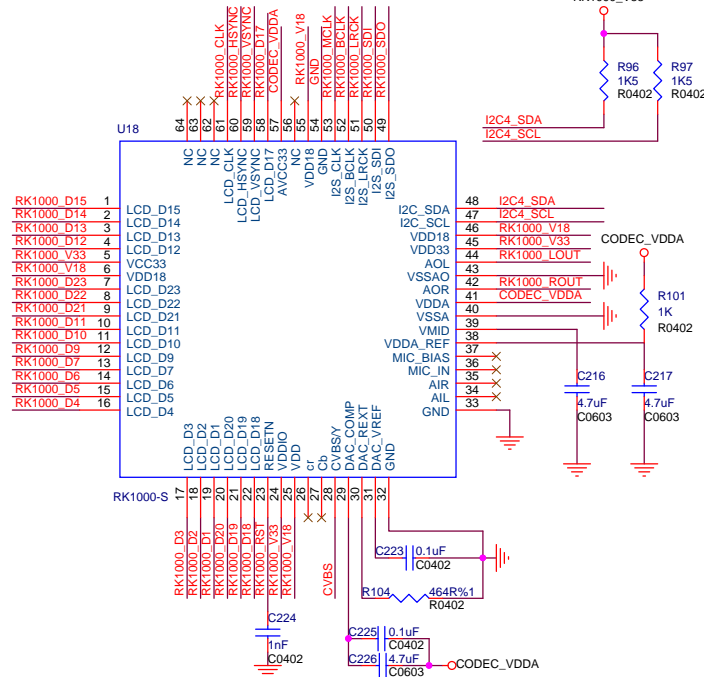 RK1000_CLK
RK1000_HSYNC
RK1000_VSYNC
RK1000_D17
CODEC_VDDA
RK1000_V18
GND
RK1000_MCLK
RK1000_BCLK
RK1000_LRCK
RK1000_SDI
RK1000_SDO
R96
1K5
R0402
R97
1K5
R0402
I2C4_SDA
I2C4_SCL
U18
64
63
62
61
60
59
58
57
56
55
54
53
52
51
50
49
NC
NC
NC
LCD_CLK
LCD_HSYNC
LCD_VSYNC
LCD_D17
AVCC33
NC
VDD18
GND
I2S_CLK
I2S_BCLK
I2S_LRCK
I2S_SDI
I2S_SDO
RK1000_D15 1 LCD_D15
RK1000_D14 2 LCD_D14
RK1000_D13 3 LCD_D13
RK1000_D12 4 LCD_D12
RK1000_V33 5 VCC33
RK1000_V18 6 VDD18
RK1000_D23 7 LCD_D23
RK1000_D22 8 LCD_D22
RK1000_D21 9 LCD_D21
RK1000_D11 10 LCD_D11
RK1000_D10 11 LCD_D10
RK1000_D9 12 LCD_D9
RK1000_D7 13 LCD_D7
RK1000_D6 14 LCD_D6
RK1000_D5 15 LCD_D5
RK1000_D4 16 LCD_D4
I2C_SDA 48 I2C4_SDA
I2C_SCL 47 I2C4_SCL
VDD18 46 RK1000_V18
VDD33 45 RK1000_V33
AOL 44 RK1000_LOUT
VSSAO 43
AOR 42 RK1000_ROUT
VDDA 41 CODEC_VDDA
VSSA 40
VMID 39
VDDA_REF 38
MIC_BIAS 37
MIC_IN 36
AIR 35
AIL 34
GND 33
CODEC_VDDA
R101
1K
R0402
C216
4.7uF
C0603
C217
4.7uF
C0603
LCD_D3
LCD_D2
LCD_D1
LCD_D20
LCD_D19
LCD_D18
RESETN
VDDIO
VDD
cr
Cb
CVBS/Y
DAC_COMP
DAC_REXT
DAC_VREF
GND
RK1000-S
17
18
19
20
21
22
23
24
25
26
27
28
29
30
31
32
RK1000_D3
RK1000_D2
RK1000_D1
RK1000_D20
RK1000_D19
RK1000_D18
RK1000_RST
RK1000_V33
RK1000_V18
CVBS
C223 0.1uF
C0402
R104 464R%1
R0402
C224
1nF
C0402
C225 0.1uF
C0402
C226 4.7uF
C0603
CODEC_VDDA